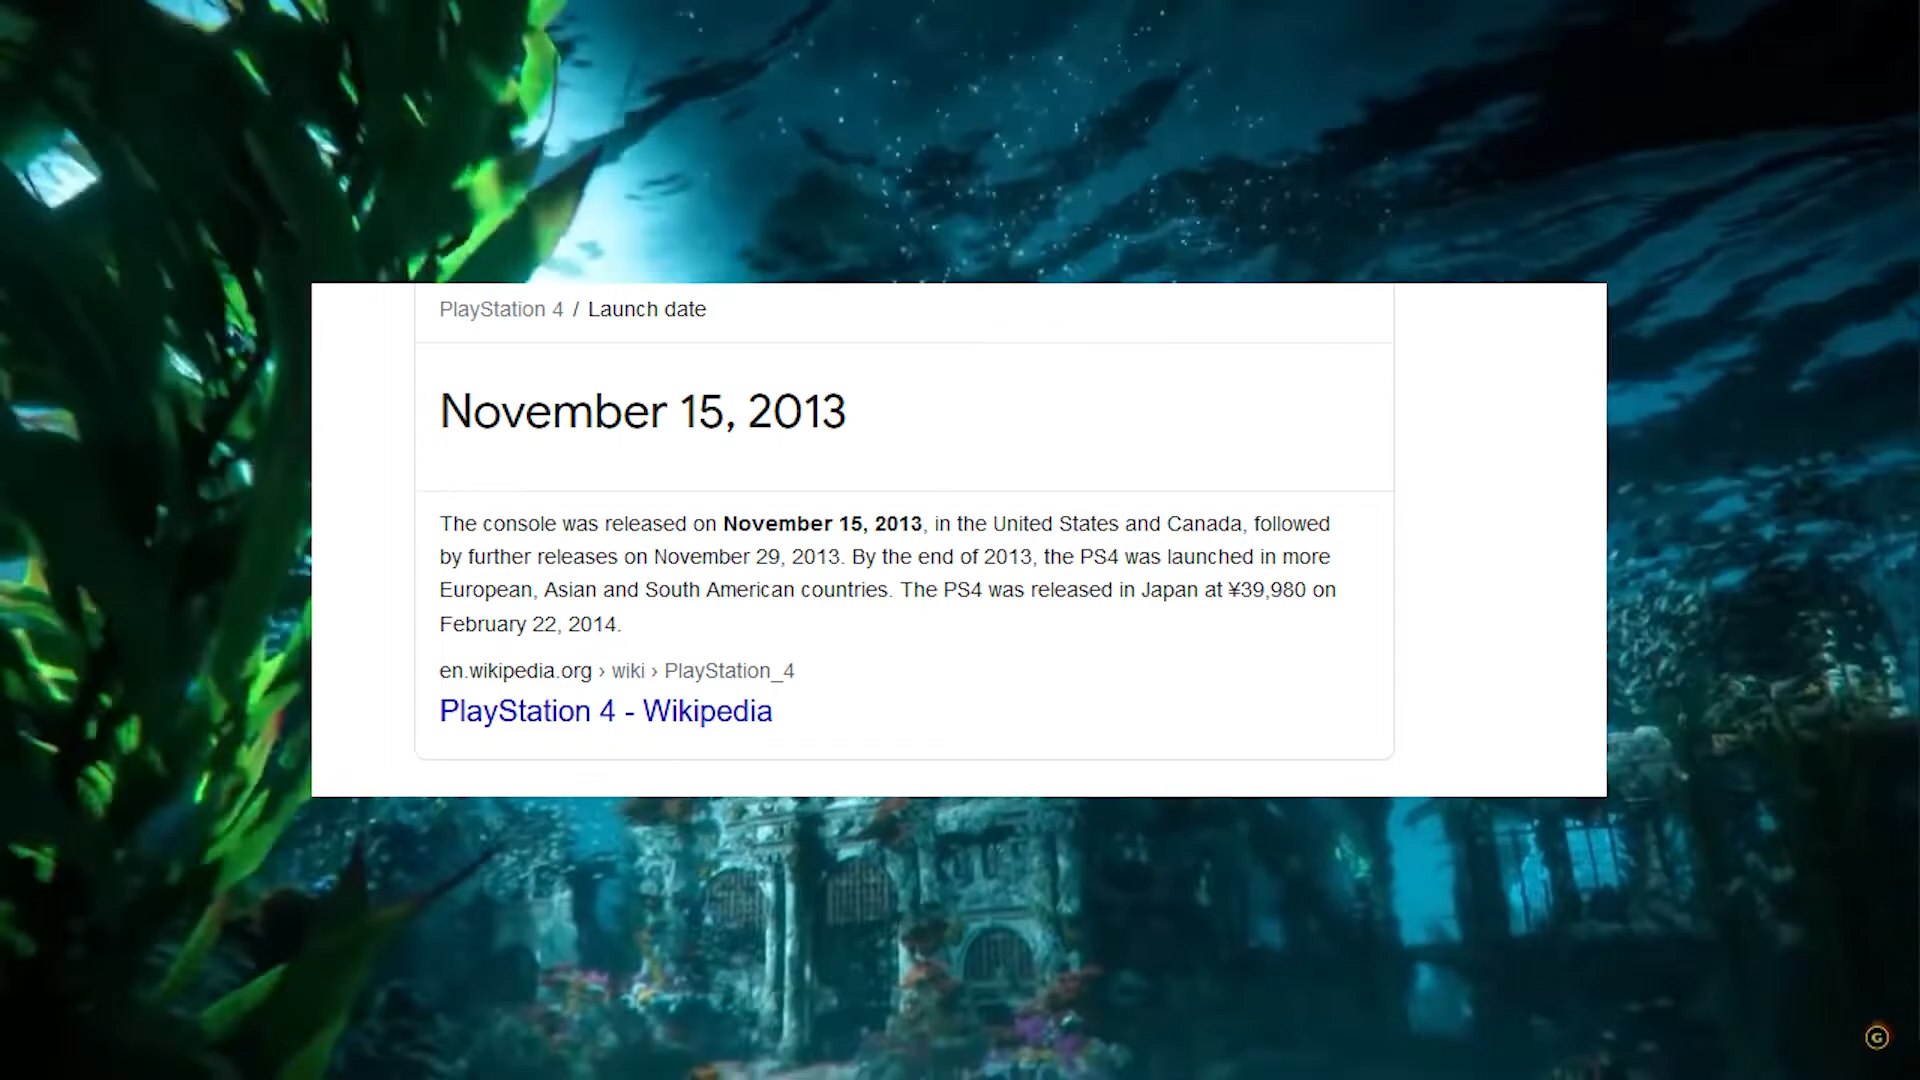 PlayStation 4 / Launch date
November 15, 2013
The console was released on November 15, 2013, in the United States and Canada, followed
by further releases on November 29, 2013. By the end of 2013, the PS4 was launched in more
European, Asian and South American countries. The PS4 was released in Japan at ¥39,980 on
February 22, 2014.
en.wikipedia.org › wiki › PlayStation_4
PlayStation 4 - Wikipedia
G